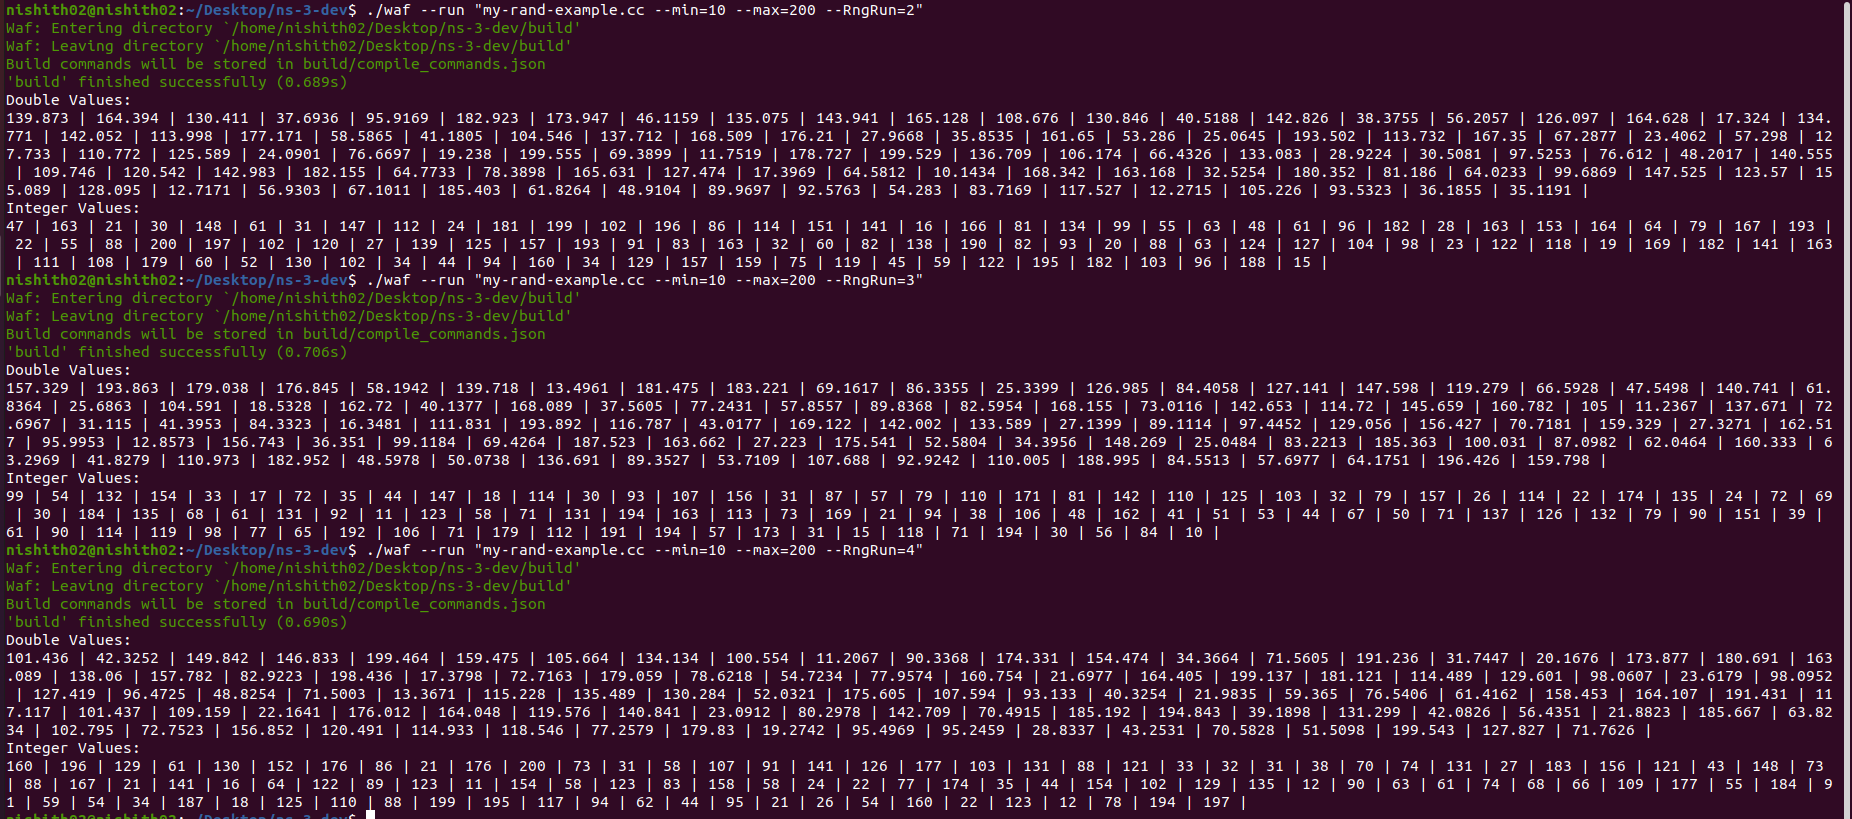 nishith02@nishith02:~/Desktop/ns-3-dev$ ./waf --run "my-rand-example.cc --min=10 --max=200 --RngRun=2"
Waf: Entering directory `/home/nishith02/Desktop/ns-3-dev/build'
Waf: Leaving directory `/home/nishith02/Desktop/ns-3-dev/build'
Build commands will be stored in build/compile_commands.json
'build' finished successfully (0.689s)
Double Values:
139.873 | 164.394 | 130.411 | 37.6936 | 95.9169 | 182.923 | 173.947 | 46.1159 | 135.075 | 143.941 | 165.128 | 108.676 | 130.846 | 40.5188 | 142.826 | 38.3755 | 56.2057 | 126.097 | 164.628 | 17.324 | 134.
771 | 142.052 | 113.998 | 177.171 | 58.5865 | 41.1805 | 104.546 | 137.712 | 168.509 | 176.21 | 27.9668 | 35.8535 | 161.65 | 53.286 | 25.0645 | 193.502 | 113.732 | 167.35 | 67.2877 | 23.4062 | 57.298 | 12
7.733 | 110.772 | 125.589 | 24.0901 | 76.6697 | 19.238 | 199.555 | 69.3899 | 11.7519 | 178.727 | 199.529 | 136.709 | 106.174 | 66.4326 | 133.083 | 28.9224 | 30.5081 | 97.5253 | 76.612 | 48.2017 | 140.555
| 109.746 | 120.542 | 142.983 | 182.155 | 64.7733 | 78.3898 | 165.631 | 127.474 | 17.3969 | 64.5812 | 10.1434 | 168.342 | 163.168 | 32.5254 | 180.352 | 81.186 | 64.0233 | 99.6869 | 147.525 | 123.57 | 15
5.089 | 128.095 | 12.7171 | 56.9303 | 67.1011 | 185.403 | 61.8264 | 48.9104 | 89.9697 | 92.5763 | 54.283 | 83.7169 | 117.527 | 12.2715 | 105.226 | 93.5323 | 36.1855 | 35.1191 |
Integer Values:
47 | 163 | 21 | 30 | 148 | 61 | 31 | 147 | 112 | 24 | 181 | 199 | 102 | 196 | 86 | 114 | 151 | 141 | 16 | 166 | 81 | 134 | 99 | 55 | 63 | 48 | 61 | 96 | 182 | 28 | 163 | 153 | 164 | 64 | 79 | 167 | 193 |
22 | 55 | 88 | 200 | 197 | 102 | 120 | 27 | 139 | 125 | 157 | 193 | 91 | 83 | 163 | 32 | 60 | 82 | 138 | 190 | 82 | 93 | 20 | 88 | 63 | 124 | 127 | 104 | 98 | 23 | 122 | 118 | 19 | 169 | 182 | 141 | 163
| 111 | 108 | 179 | 60 | 52 | 130 | 102 | 34 | 44 | 94 | 160 | 34 | 129 | 157 | 159 | 75 | 119 | 45 | 59 | 122 | 195 | 182 | 103 | 96 | 188 | 15 |
nishith02@nishith02:~/Desktop/ns-3-dev$ ./waf --run "my-rand-example.cc --min=10 --max=200 --RngRun=3"
Waf: Entering directory `/home/nishith02/Desktop/ns-3-dev/build'
Waf: Leaving directory `/home/nishith02/Desktop/ns-3-dev/build'
Build commands will be stored in build/compile_commands.json
'build' finished successfully (0.706s)
Double Values:
157.329 | 193.863 | 179.038 | 176.845 | 58.1942 | 139.718 | 13.4961 | 181.475 | 183.221 | 69.1617 | 86.3355 | 25.3399 | 126.985 | 84.4058 | 127.141 | 147.598 | 119.279 | 66.5928 | 47.5498 | 140.741 | 61.
8364 | 25.6863 | 104.591 | 18.5328 | 162.72 | 40.1377 | 168.089 | 37.5605 | 77.2431 | 57.8557 | 89.8368 | 82.5954 | 168.155 | 73.0116 | 142.653 | 114.72 | 145.659 | 160.782 | 105 | 11.2367 | 137.671 | 72
.6967 | 31.115 | 41.3953 | 84.3323 | 16.3481 | 111.831 | 193.892 | 116.787 | 43.0177 | 169.122 | 142.002 | 133.589 | 27.1399 | 89.1114 | 97.4452 | 129.056 | 156.427 | 70.7181 | 159.329 | 27.3271 | 162.51
7 | 95.9953 | 12.8573 | 156.743 | 36.351 | 99.1184 | 69.4264 | 187.523 | 163.662 | 27.223 | 175.541 | 52.5804 | 34.3956 | 148.269 | 25.0484 | 83.2213 | 185.363 | 100.031 | 87.0982 | 62.0464 | 160.333 | 6
3.2969 | 41.8279 | 110.973 | 182.952 | 48.5978 | 50.0738 | 136.691 | 89.3527 | 53.7109 | 107.688 | 92.9242 | 110.005 | 188.995 | 84.5513 | 57.6977 | 64.1751 | 196.426 | 159.798 |
Integer Values:
99 | 54 | 132 | 154 | 33 | 17 | 72 | 35 | 44 | 147 | 18 | 114 | 30 | 93 | 107 | 156 | 31 | 87 | 57 | 79 | 110 | 171 | 81 | 142 | 110 | 125 | 103 | 32 | 79 | 157 | 26 | 114 | 22 | 174 | 135 | 24 | 72 | 69
| 30 | 184 | 135 | 68 | 61 | 131 | 92 | 11 | 123 | 58 | 71 | 131 | 194 | 163 | 113 | 73 | 169 | 21 | 94 | 38 | 106 | 48 | 162 | 41 | 51 | 53 | 44 | 67 | 50 | 71 | 137 | 126 | 132 | 79 | 90 | 151 | 39 |
61 | 90 | 114 | 119 | 98 | 77 | 65 | 192 | 106 | 71 | 179 | 112 | 191 | 194 | 57 | 173 | 31 | 15 | 118 | 71 | 194 | 30 | 56 | 84 | 10 |
nishith02@nishith02:~/Desktop/ns-3-dev$ ./waf --run "my-rand-example.cc --min=10 --max=200 --RngRun=4"
Waf: Entering directory `/home/nishith02/Desktop/ns-3-dev/build'
Waf: Leaving directory `/home/nishith02/Desktop/ns-3-dev/build'
Build commands will be stored in build/compile_commands.json
'build' finished successfully (0.690s)
Double Values:
101.436 | 42.3252 | 149.842 | 146.833 | 199.464 | 159.475 | 105.664 | 134.134 | 100.554 | 11.2067 | 90.3368 | 174.331 | 154.474 | 34.3664 | 71.5605 | 191.236 | 31.7447 | 20.1676 | 173.877 | 180.691 | 163
.089 | 138.06 | 157.782 | 82.9223 | 198.436 | 17.3798 | 72.7163 | 179.059 | 78.6218 | 54.7234 | 77.9574 | 160.754 | 21.6977 | 164.405 | 199.137 | 181.121 | 114.489 | 129.601 | 98.0607 | 23.6179 | 98.0952
| 127.419 | 96.4725 | 48.8254 | 71.5003 | 13.3671 | 115.228 | 135.489 | 130.284 | 52.0321 | 175.605 | 107.594 | 93.133 | 40.3254 | 21.9835 | 59.365 | 76.5406 | 61.4162 | 158.453 | 164.107 | 191.431 | 11
7.117 | 101.437 | 109.159 | 22.1641 | 176.012 | 164.048 | 119.576 | 140.841 | 23.0912 | 80.2978 | 142.709 | 70.4915 | 185.192 | 194.843 | 39.1898 | 131.299 | 42.0826 | 56.4351 | 21.8823 | 185.667 | 63.82
34 | 102.795 | 72.7523 | 156.852 | 120.491 | 114.933 | 118.546 | 77.2579 | 179.83 | 19.2742 | 95.4969 | 95.2459 | 28.8337 | 43.2531 | 70.5828 | 51.5098 | 199.543 | 127.827 | 71.7626 |
Integer Values:
160 | 196 | 129 | 61 | 130 | 152 | 176 | 86 | 21 | 176 | 200 | 73 | 31 | 58 | 107 | 91 | 141 | 126 | 177 | 103 | 131 | 88 | 121 | 33 | 32 | 31 | 38 | 70 | 74 | 131 | 27 | 183 | 156 | 121 | 43 | 148 | 73
| 88 | 167 | 21 | 141 | 16 | 64 | 122 | 89 | 123 | 11 | 154 | 58 | 123 | 83 | 158 | 58 | 24 | 22 | 77 | 174 | 35 | 44 | 154 | 102 | 129 | 135 | 12 | 90 | 63 | 61 | 74 | 68 | 66 | 109 | 177 | 55 | 184 | 9
1 | 59 | 54 | 34 | 187 | 18 | 125 | 110 | 88 | 199 | 195 | 117 | 94 | 62 | 44 | 95 | 21 | 26 | 54 | 160 | 22 | 123 | 12 | 78 | 194 | 197 |
nishith02@nishith02:~/Desktop/ns-3-dev$